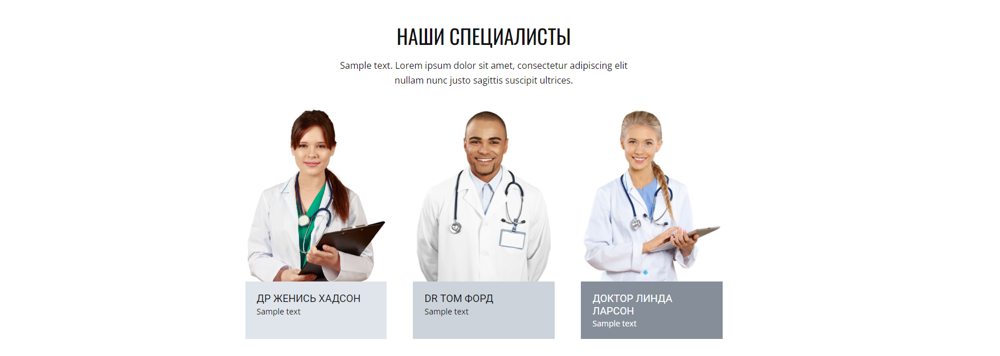 НАШИ СПЕЦИАЛИСТЫ
Sample text. Lorem ipsum dolor sit amet, consectetur adipiscing elit
nullam nunc justo sagittis suscipit ultrices.
ДР ЖЕНИСЬ ХАДСОН
Sample text
DR ТОМ ФОРД
Sample text
ДОКТОР ЛИНДА
ЛАРСОН
Sample text